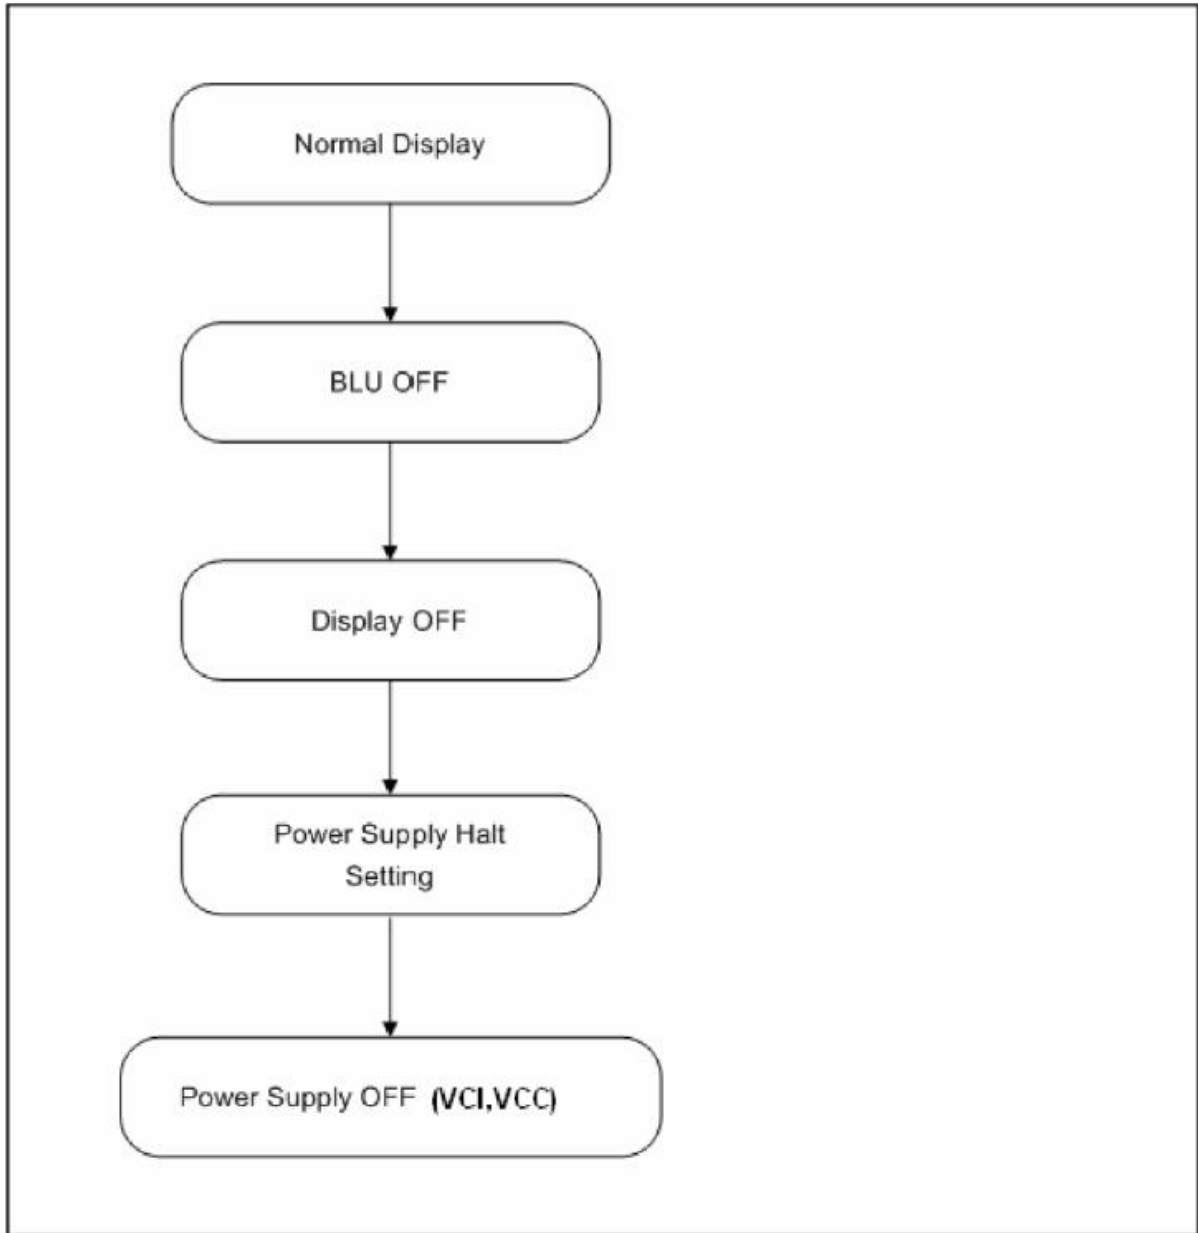 Normal Display
BLU OFF
Display OFF
Power Supply Halt
Setting
Power Supply OFF (VCI,VCC)